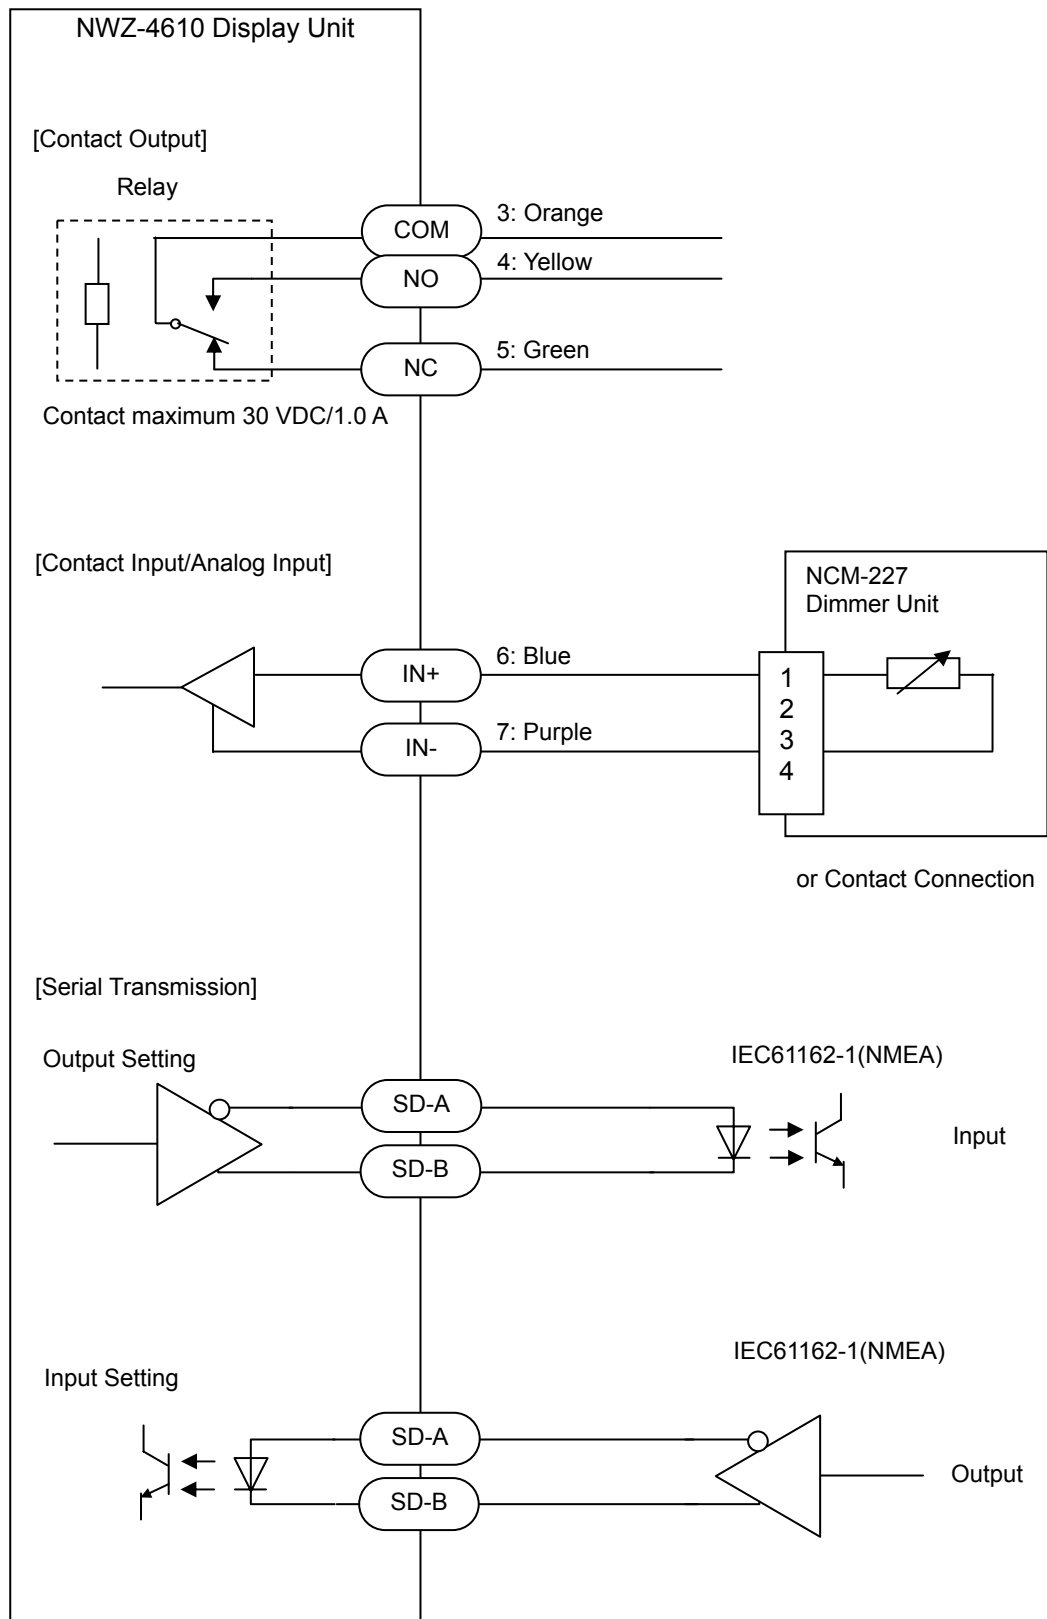 NWZ-4610 Display Unit
[Contact Output]
Relay
COM
3: Orange
NO
4: Yellow
NC
5: Green
Contact maximum 30 VDC/1.0 A
[Contact Input/Analog Input]
NCM-227
Dimmer Unit
IN+
6: Blue
IN-
7: Purple
1
2
3
4
or Contact Connection
[Serial Transmission]
Output Setting
IEC61162-1(NMEA)
SD-A
SD-B
Input
Input Setting
IEC61162-1(NMEA)
SD-A
SD-B
Output